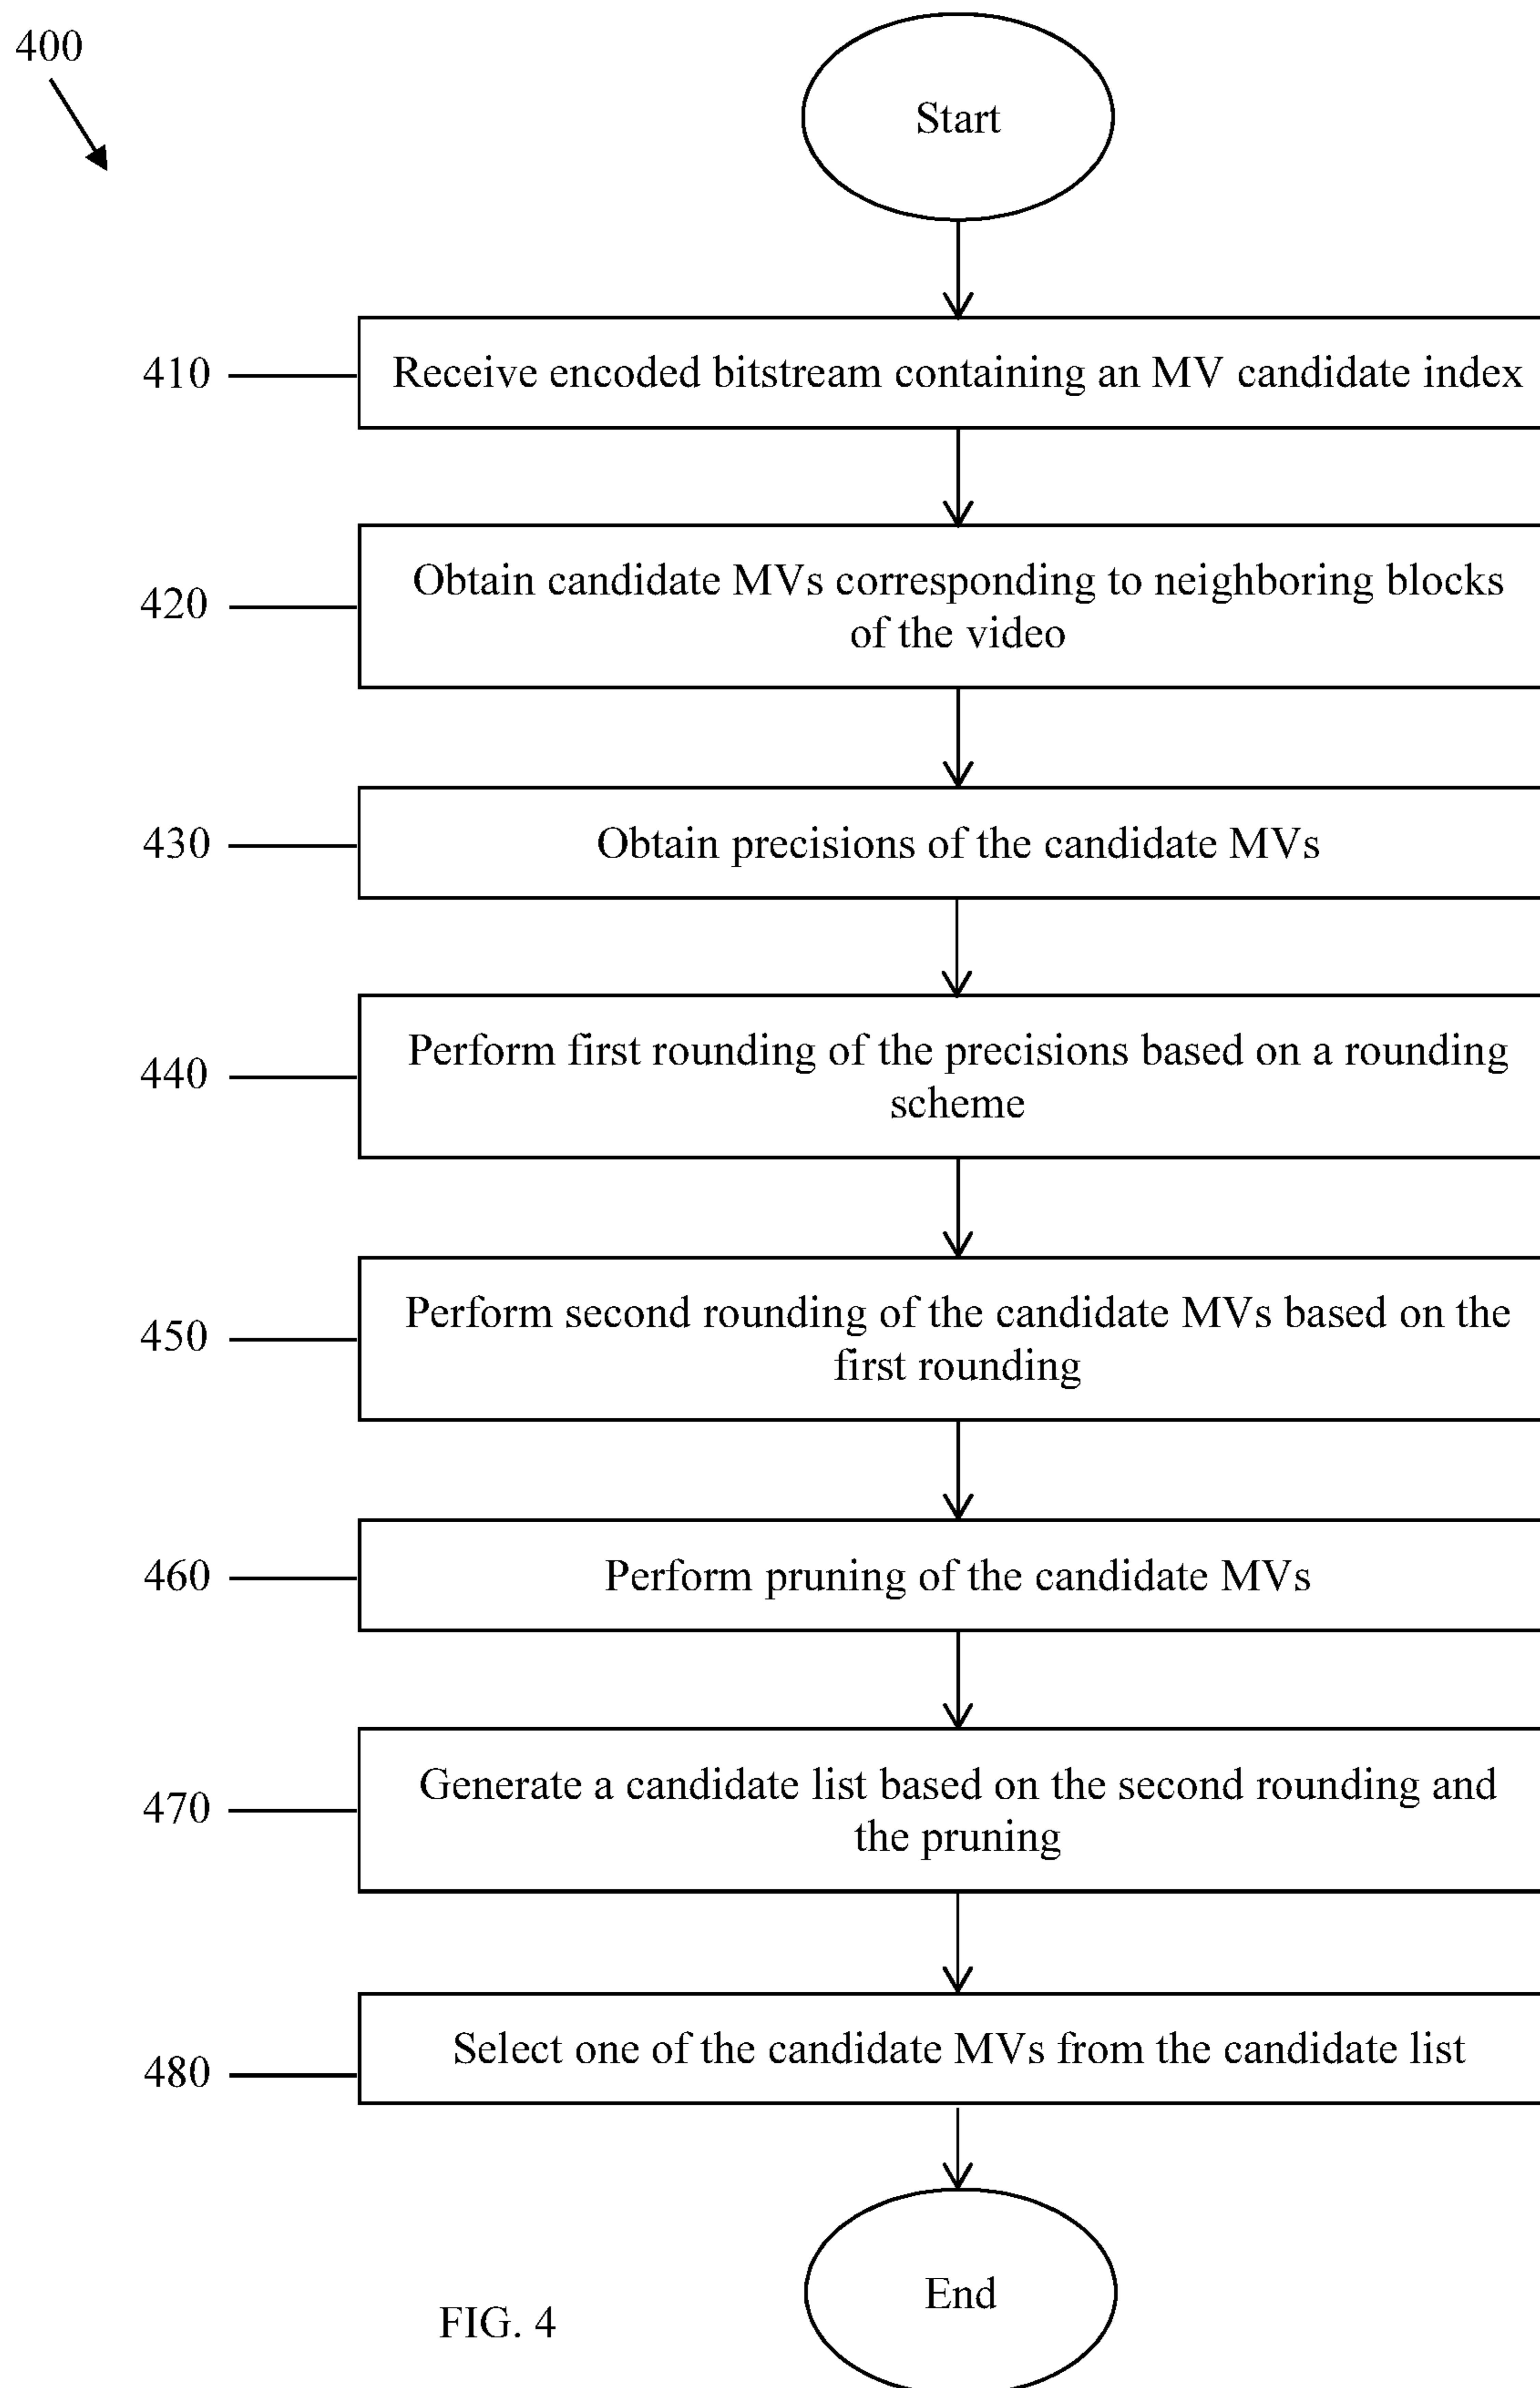 400
Start
410
Receive encoded bitstream containing an MV candidate index
420
Obtain candidate MVs corresponding to neighboring blocks
of the video
430
Obtain precisions of the candidate MVs
440
Perform first rounding of the precisions based on a rounding
scheme
450
Perform second rounding of the candidate MVs based on the
first rounding
460
Perform pruning of the candidate MVs
470
Generate a candidate list based on the second rounding and
the pruning
480
Select one of the candidate MVs from the candidate list
End
FIG. 4